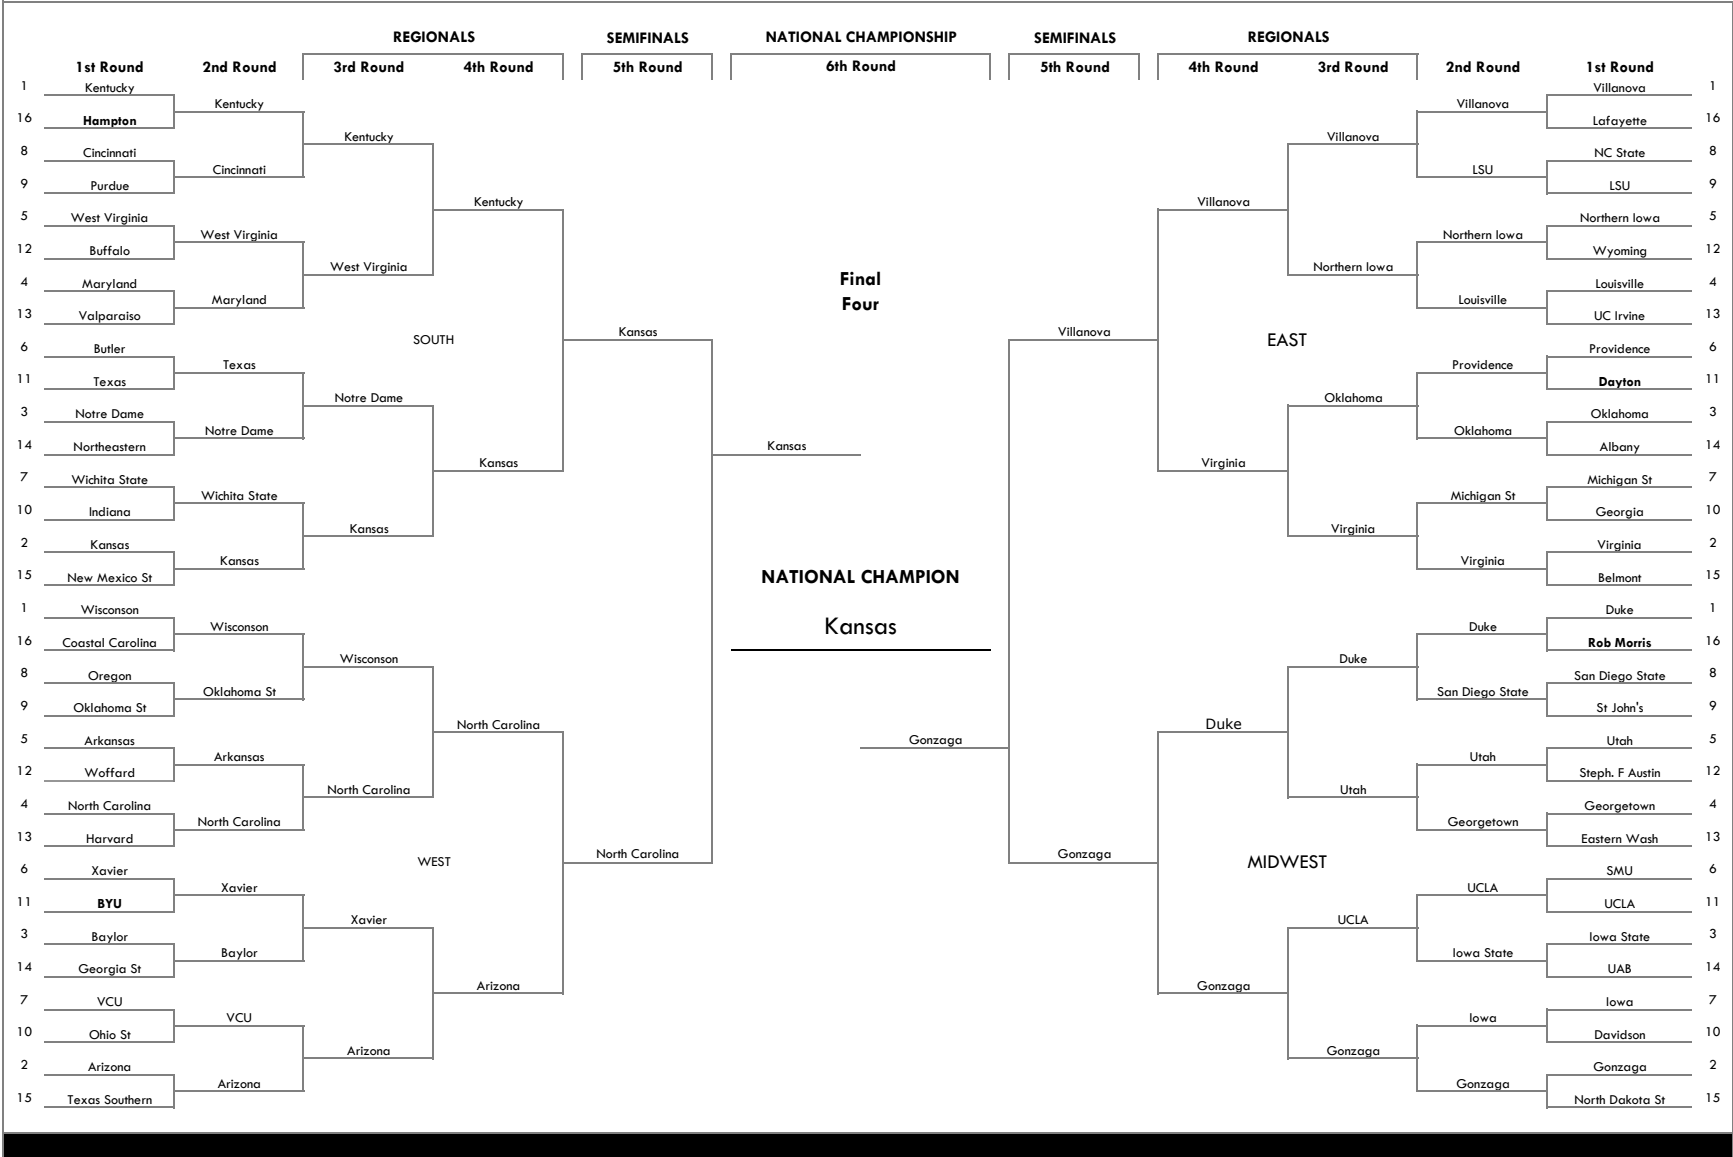 REGIONALS SEMIFINALS NATIONAL CHAMPIONSHIP SEMIFINALS REGIONALS
1st Round 2nd Round 3rd Round 4th Round 5th Round 6th Round 5th Round 4th Round 3rd Round 2nd Round 1st Round
1 Kentucky Villanova 1
Kentucky Villanova
16 Hampton Lafayette 16
Kentucky Villanova
8 Cincinnati NC State 8
Cincinnati LSU
9 Purdue LSU 9
Kentucky Villanova
5 West Virginia Northern Iowa 5
West Virginia Northern Iowa
12 Buffalo Wyoming 12
West Virginia Northern Iowa
Final
4 Maryland Louisville 4
Maryland Four Louisville
13 Valparaiso UC Irvine 13
Kansas Villanova
SOUTH EAST
6 Butler Providence 6
Texas Providence
11 Texas Dayton 11
Notre Dame Oklahoma
3 Notre Dame Oklahoma 3
Notre Dame Oklahoma
14 Northeastern Albany 14
Kansas
Kansas Virginia
7 Wichita State Michigan St 7
Wichita State Michigan St
10 Indiana Georgia 10
Kansas Virginia
2 Kansas Virginia 2
Kansas Virginia
15 New Mexico St NATIONAL CHAMPION Belmont 15
1 Wisconson Duke 1
Wisconson Kansas Duke
16 Coastal Carolina Rob Morris 16
Wisconson Duke
8 Oregon San Diego State 8
Oklahoma St San Diego State
9 Oklahoma St St John's 9
North Carolina Duke
5 Arkansas Gonzaga Utah 5
Arkansas Utah
12 Woffard Steph. F Austin 12
North Carolina Utah
4 North Carolina Georgetown 4
North Carolina Georgetown
13 Harvard Eastern Wash 13
North Carolina Gonzaga
WEST MIDWEST
6 Xavier SMU 6
Xavier UCLA
11 BYU UCLA 11
Xavier UCLA
3 Baylor Iowa State 3
Baylor Iowa State
14 Georgia St UAB 14
Arizona Gonzaga
7 VCU Iowa 7
VCU Iowa
10 Ohio St Davidson 10
Arizona Gonzaga
2 Arizona Gonzaga 2
Arizona Gonzaga
15 Texas Southern North Dakota St 15